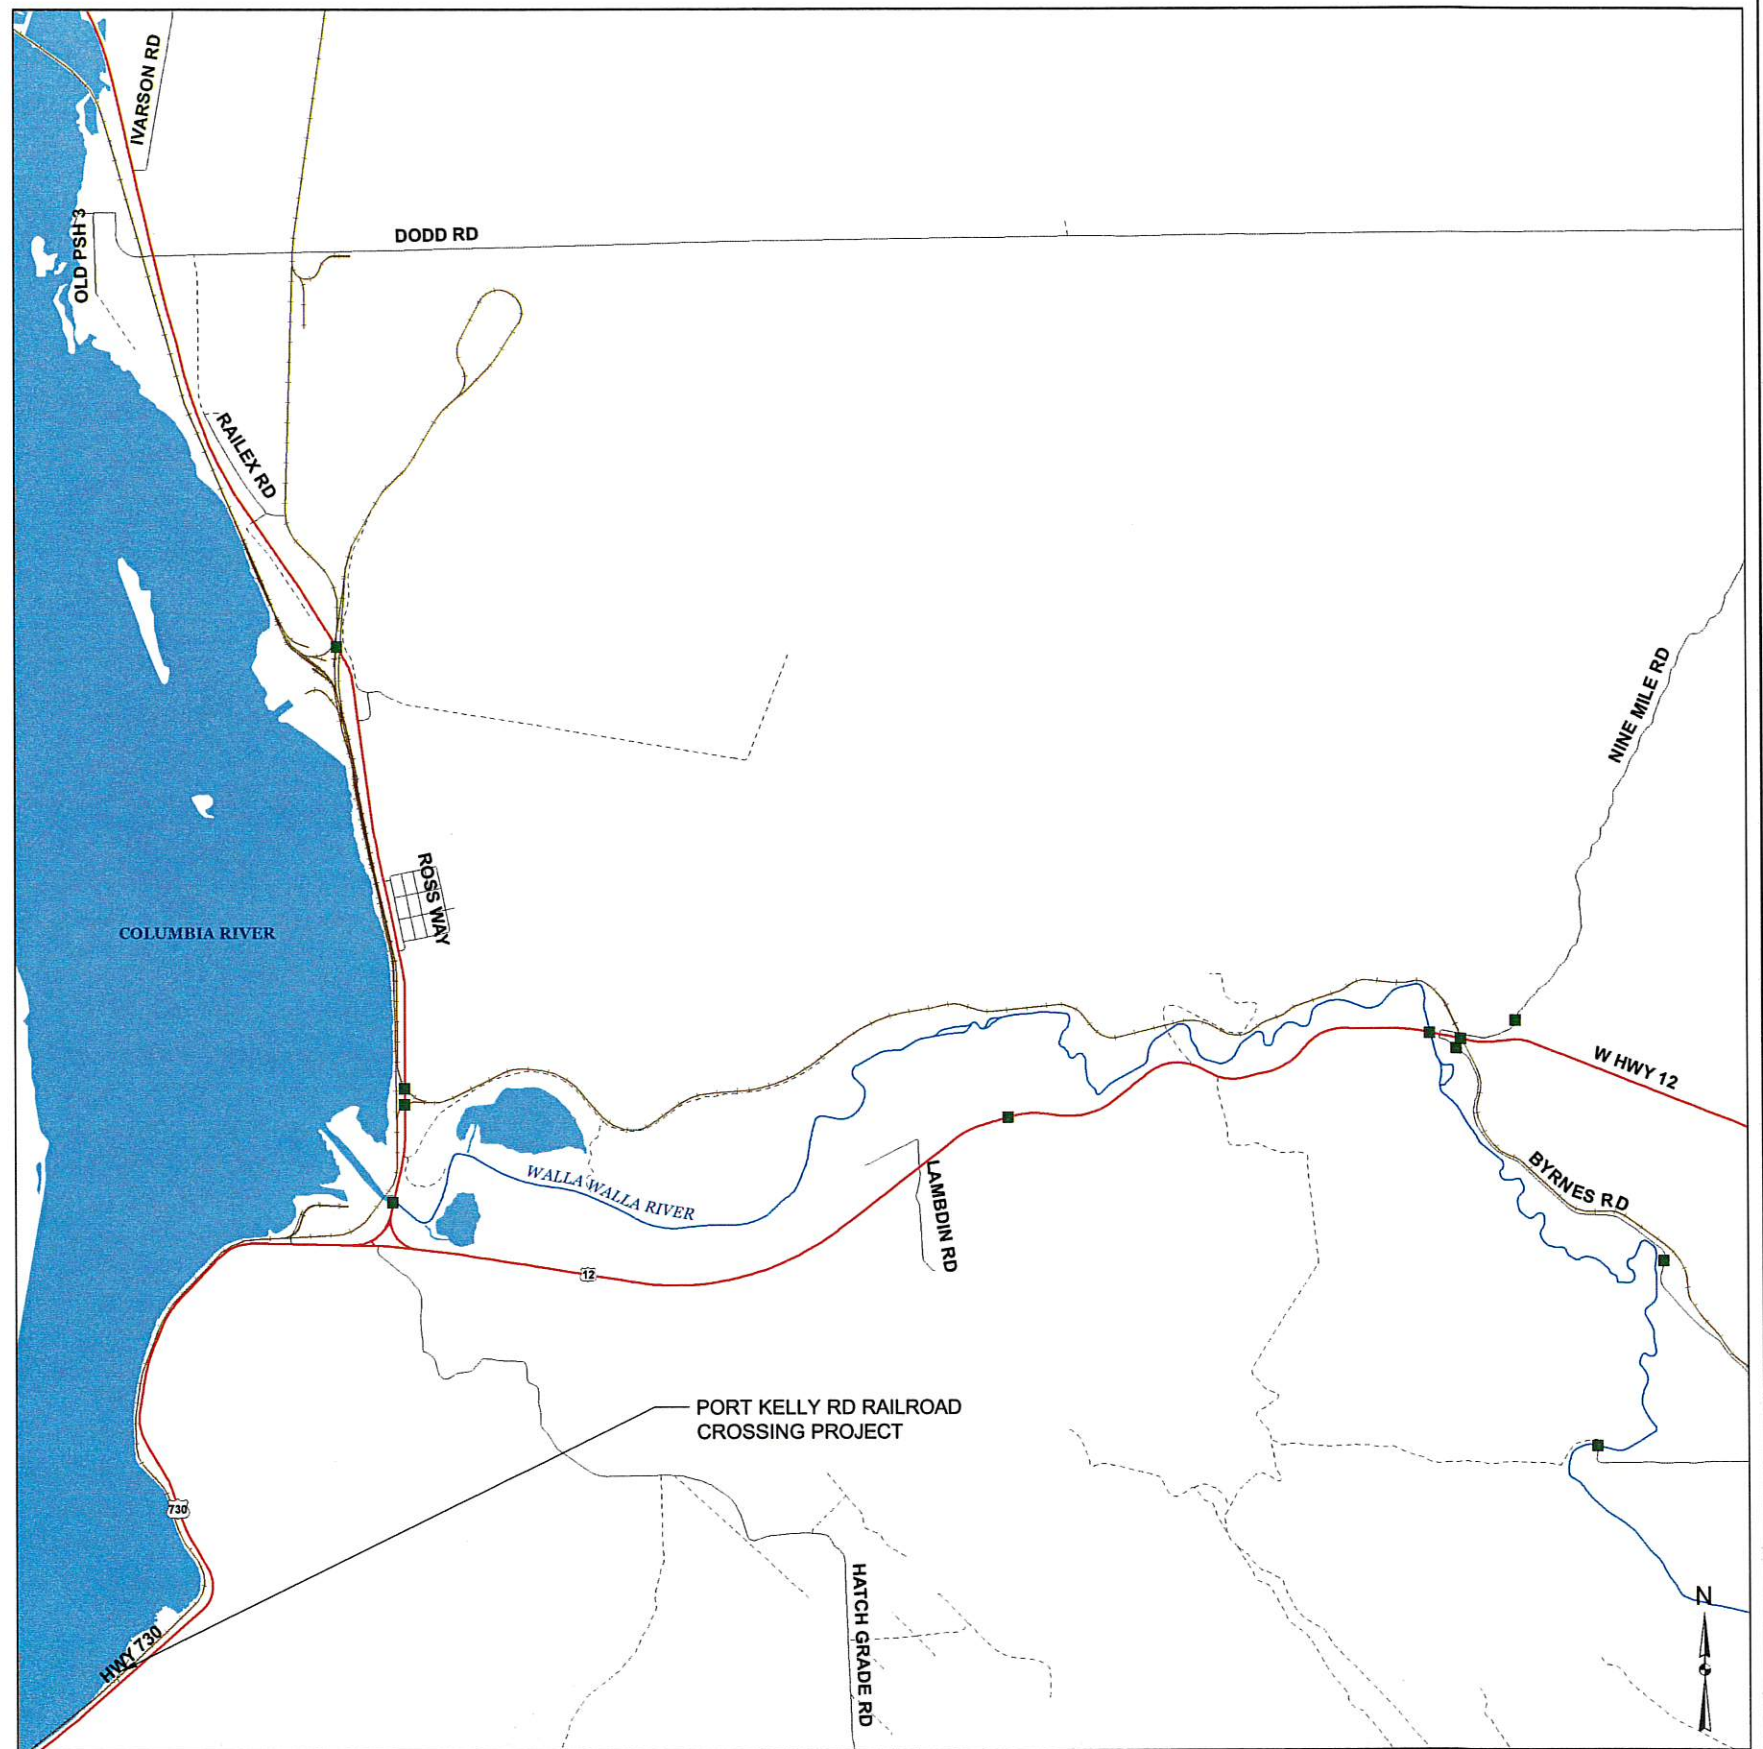 IVARSON RD
OLD PSH 3
DODD RD
RAILEX RD
NINE MILE RD
ROSS WAY
COLUMBIA RIVER
W HWY 12
WALLA WALLA RIVER
LAMBDIN RD
BYRNES RD
12
PORT KELLY RD RAILROAD
CROSSING PROJECT
730
HWY 730
HATCH GRADE RD
N